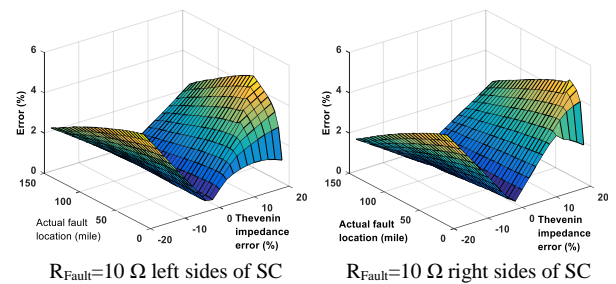 6
4
2
0
Error (%)
150
100
50
0
Actual fault
location (mile)
-20
-10
0
10
20
Thevenin
impedance
error (%)
R_Fault=10 Ω left sides of SC
6
4
2
0
Error (%)
150
100
50
0
Actual fault
location (mile)
-20
-10
0
10
20
Thevenin
impedance
error (%)
R_Fault=10 Ω right sides of SC